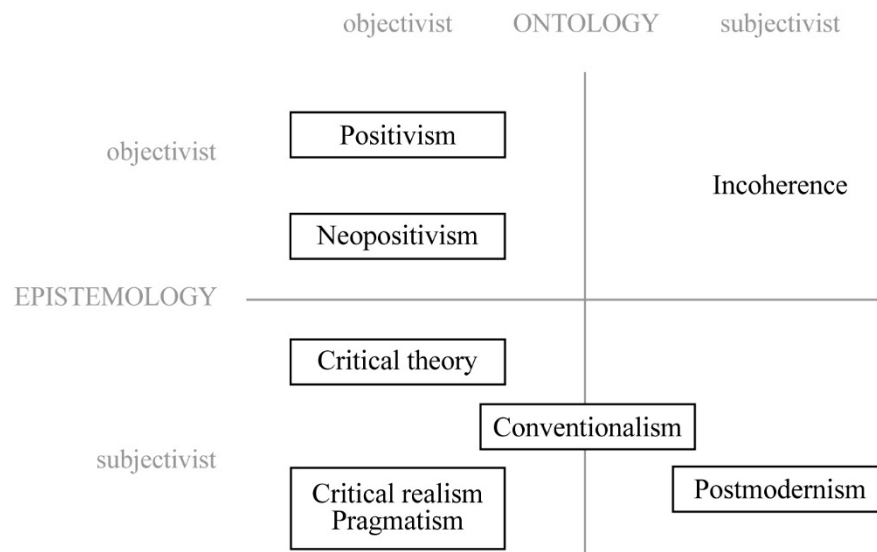 objectivist ONTOLOGY subjectivist
Positivism
objectivist
Incoherence
Neopositivism
EPISTEMOLOGY
Critical theory
Conventionalism
subjectivist
Critical realism
Pragmatism
Postmodernism